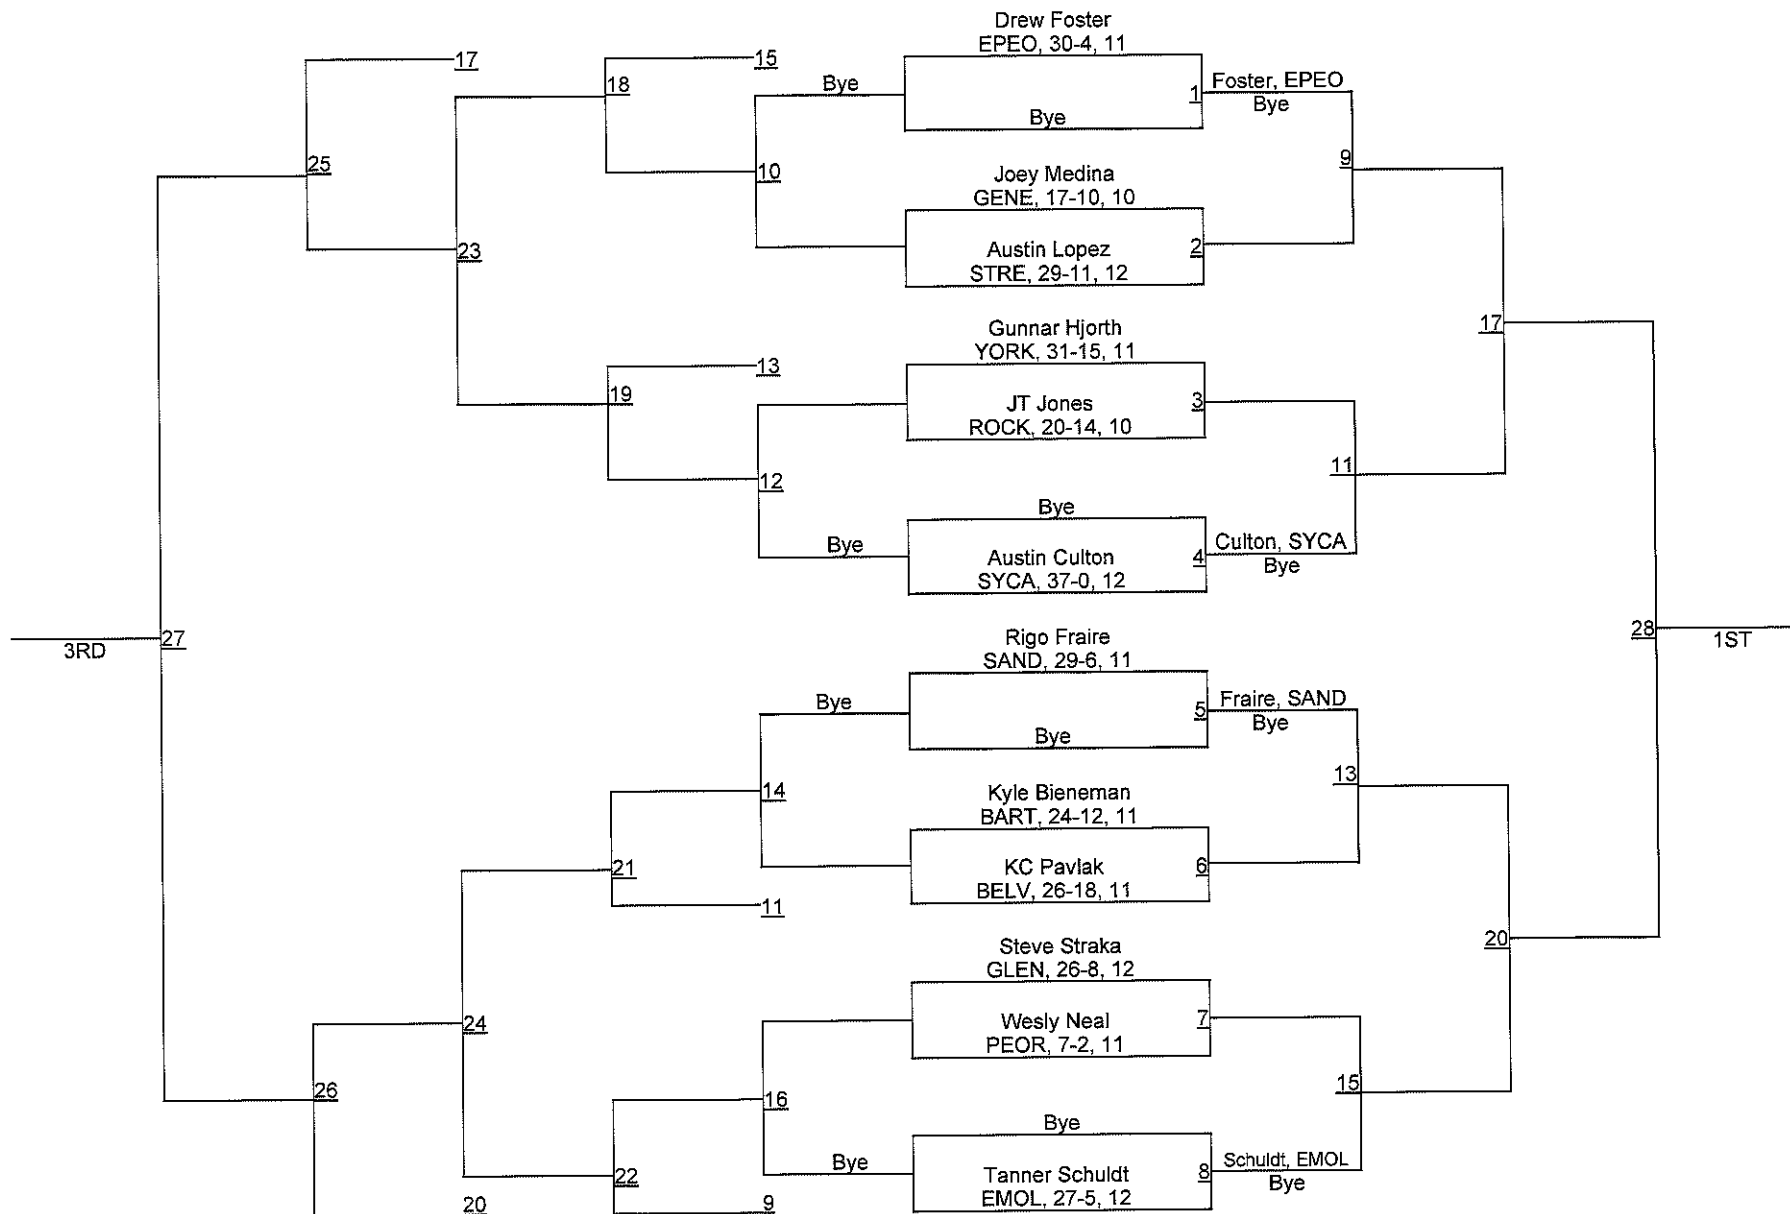 Drew Foster
EPEO, 30-4, 11
17
15
18
Bye
1
Foster, EPEO
Bye
Bye
25
10
9
Joey Medina
GENE, 17-10, 10
23
Austin Lopez
2
STRE, 29-11, 12
17
Gunnar Hjorth
YORK, 31-15, 11
13
19
JT Jones
3
ROCK, 20-14, 10
12
11
Bye
Bye
Austin Culton
4
Culton, SYCA
Bye
SYCA, 37-0, 12
3RD
27
Rigo Fraire
SAND, 29-6, 11
28
1ST
Bye
5
Fraire, SAND
Bye
Bye
14
13
Kyle Bieneman
BART, 24-12, 11
21
KC Pavlak
6
BELV, 26-18, 11
11
20
Steve Straka
GLEN, 26-8, 12
24
Wesly Neal
7
PEOR, 7-2, 11
26
16
15
Bye
Bye
22
Tanner Schuldt
8
Schuldt, EMOL
Bye
EMOL, 27-5, 12
20
9